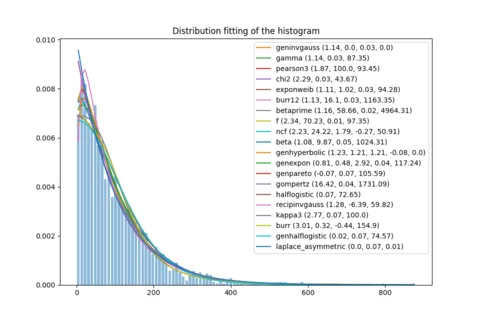 Distribution fitting of the histogram
0.010
0.008
0.006
0.004
0.002
0.000
0
200
400
600
800
geninvgauss (1.14, 0.0, 0.03, 0.0)
gamma (1.14, 0.03, 87.35)
pearson3 (1.87, 100.0, 93.45)
chi2 (2.29, 0.03, 43.67)
exponweib (1.11, 1.02, 0.03, 94.28)
burr12 (1.13, 16.1, 0.03, 1163.35)
betaprime (1.16, 58.66, 0.02, 4964.31)
f (2.34, 70.23, 0.01, 97.35)
ncf (2.23, 24.22, 1.79, -0.27, 50.91)
beta (1.08, 9.87, 0.05, 1024.31)
genhyperbolic (1.23, 1.21, 1.21, -0.08, 0.0)
genexpon (0.81, 0.48, 2.92, 0.04, 117.24)
genpareto (-0.07, 0.07, 105.59)
gompertz (16.42, 0.04, 1731.09)
halflogistic (0.07, 72.65)
recipinvgauss (1.28, -6.39, 59.82)
kappa3 (2.77, 0.07, 100.0)
burr (3.01, 0.32, -0.44, 154.9)
genhalflogistic (0.02, 0.07, 74.57)
laplace_asymmetric (0.0, 0.07, 0.01)